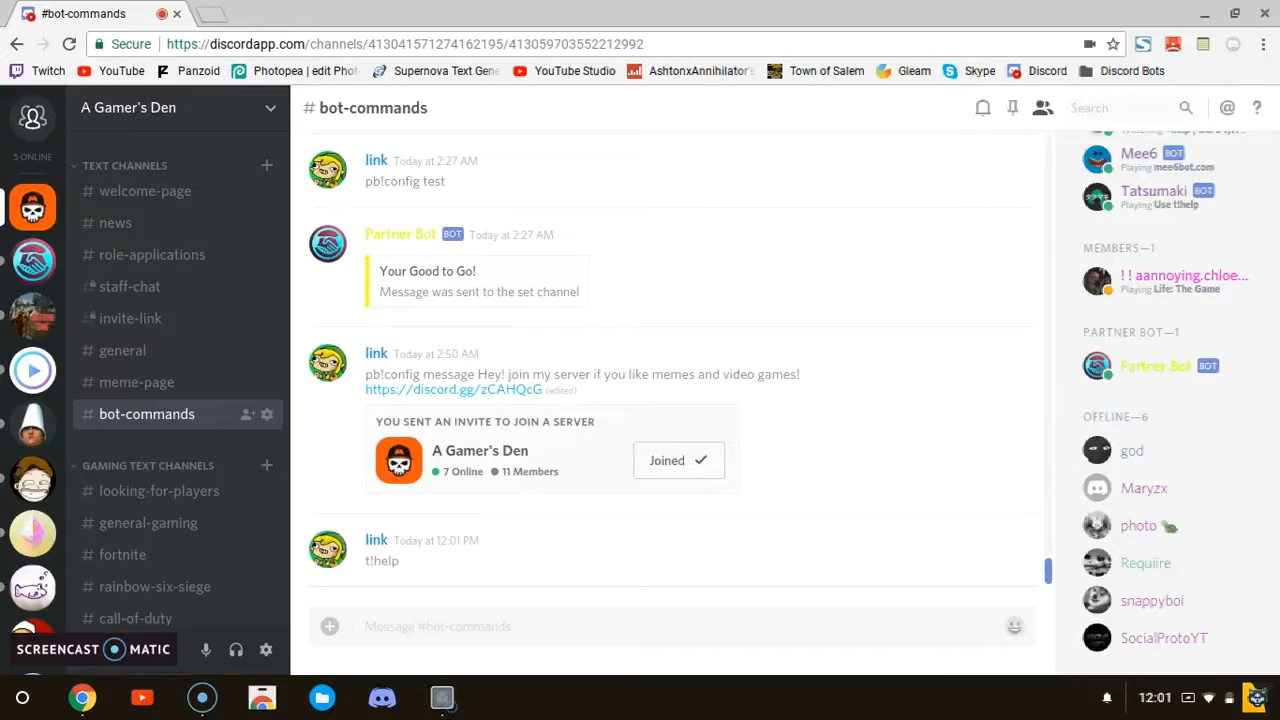 #bot-commands
Secure
https://discordapp.com/channels/413041571274162195/413059703552212992
Twitch
YouTube
Panzoid
Photopea | edit Phot
Supernova Text Gene
YouTube Studio
AshtonxAnnihilator's
Town of Salem
Gleam
Skype
Discord
Discord Bots
A Gamer's Den
# bot-commands
Search
@
?
5 ONLINE
TEXT CHANNELS
# welcome-page
# news
# role-applications
# staff-chat
# invite-link
# general
# meme-page
# bot-commands
GAMING TEXT CHANNELS
# looking-for-players
# general-gaming
# fortnite
# rainbow-six-siege
# call-of-duty
SCREENCAST MATIC
link Today at 2:27 AM
pb!config test
Partner Bot BOT Today at 2:27 AM
Your Good to Go!
Message was sent to the set channel
link Today at 2:50 AM
pb!config message Hey! join my server if you like memes and video games!
https://discord.gg/zCAHQcG (edited)
YOU SENT AN INVITE TO JOIN A SERVER
A Gamer's Den
7 Online 11 Members
Joined
link Today at 12:01 PM
t!help
Message #bot-commands
Mee6 BOT
Playing mee6bot.com
Tatsumaki BOT
Playing Use t!help
MEMBERS—1
! ! aannoying.chloe...
Playing Life: The Game
PARTNER BOT—1
Partner Bot BOT
OFFLINE—6
god
Maryzx
photo
Requiire
snappyboi
SocialProtoYT
12:01